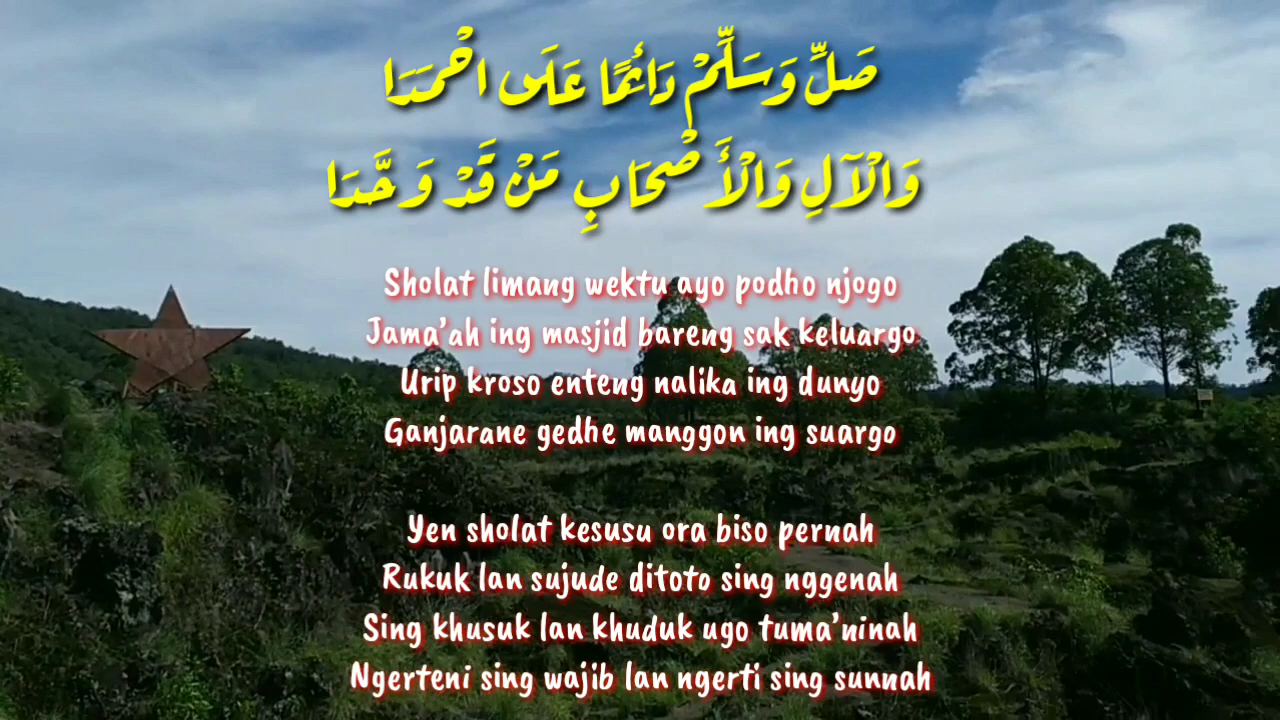 صَلِّ وَسَلِّمْ دَائِمًا عَلَى احْمَدَا
وَالْآلِ وَالْأَصْحَابِ مَنْ قَدْ وَحَّدَا
Sholat limang wektu ayo podho njogo
Jama'ah ing masjid bareng sak keluargo
Urip kroso enteng nalika ing dunyo
Ganjarane gedhe manggon ing suargo
Yen sholat kesusu ora biso pernah
Rukuk lan sujude ditoto sing nggenah
Sing khusuk lan khuduk ugo tuma'ninah
Ngerteni sing wajib lan ngerti sing sunnah